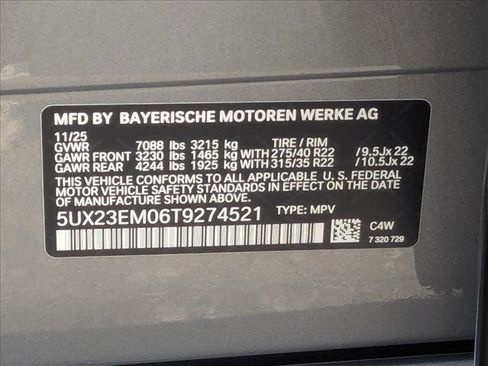 MFD BY BAYERISCHE MOTOREN WERKE AG
11/25
GVWR 7088 lbs 3215 kg TIRE / RIM
GAWR FRONT 3230 lbs 1465 kg WITH 275/40 R22 /9.5Jx 22
GAWR REAR 4244 lbs 1925 kg WITH 315/35 R22 /10.5Jx 22
THIS VEHICLE CONFORMS TO ALL APPLICABLE U. S. FEDERAL
MOTOR VEHICLE SAFETY STANDARDS IN EFFECT ON THE DATE
OF MANUFACTURE SHOWN ABOVE.
5UX23EM06T9274521 TYPE: MPV
C4W
7 320 729